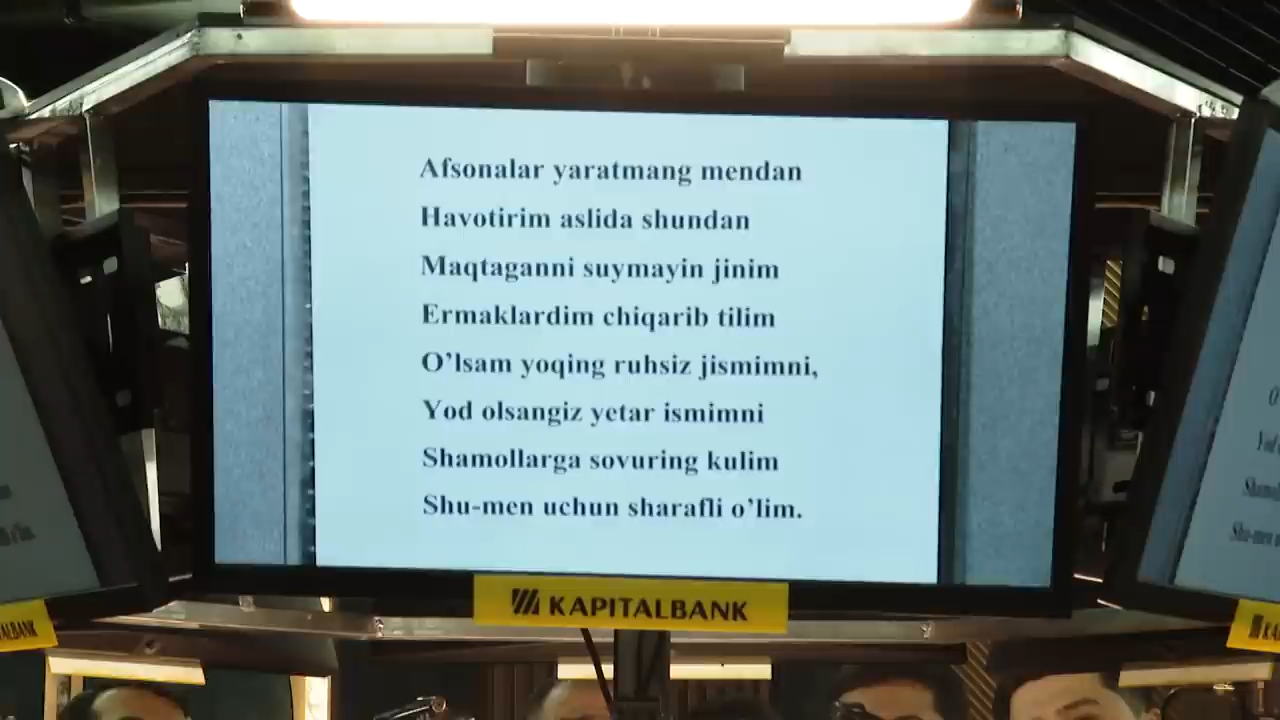 Afsonalar yaratmang mendan
Havotirim aslida shundan
Maqtaganni suymayin jinim
Ermaklardim chiqarib tilim
O’lsam yoqing ruhsiz jismimni,
Yod olsangiz yetar ismimni
Shamollarga sovuring kulim
Shu-men uchun sharafli o’lim.
KAPITALBANK